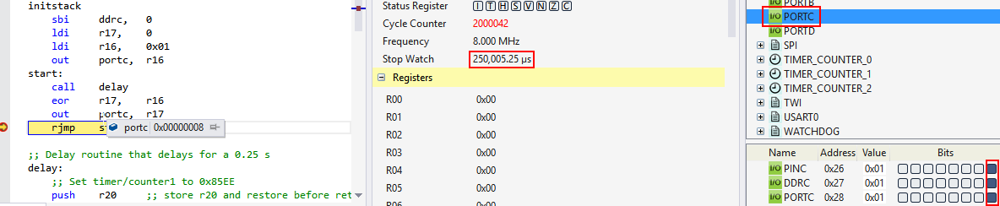 initstack
sbi ddrc, 0
ldi r17, 0
ldi r16, 0x01
out portc, r16
start:
call delay
eor r17, r16
out portc, r17
rjmp st
portc 0x00000008
;; Delay routine that delays for a 0.25 s
delay:
;; Set timer/counter1 to 0x85EE
push r20 ;; store r20 and restore before ret
Status Register I T H S V N Z C
Cycle Counter 2000042
Frequency 8.000 MHz
Stop Watch 250,005.25 µs
Registers
R00 0x00
R01 0x00
R02 0x00
R03 0x00
R04 0x00
R05 0x00
R06 0x00
I/O PORTB
I/O PORTC
I/O PORTD
SPI
TIMER_COUNTER_0
TIMER_COUNTER_1
TIMER_COUNTER_2
TWI
USART0
WATCHDOG
Name Address Value Bits
I/O PINC 0x26 0x01
I/O DDRC 0x27 0x01
I/O PORTC 0x28 0x01